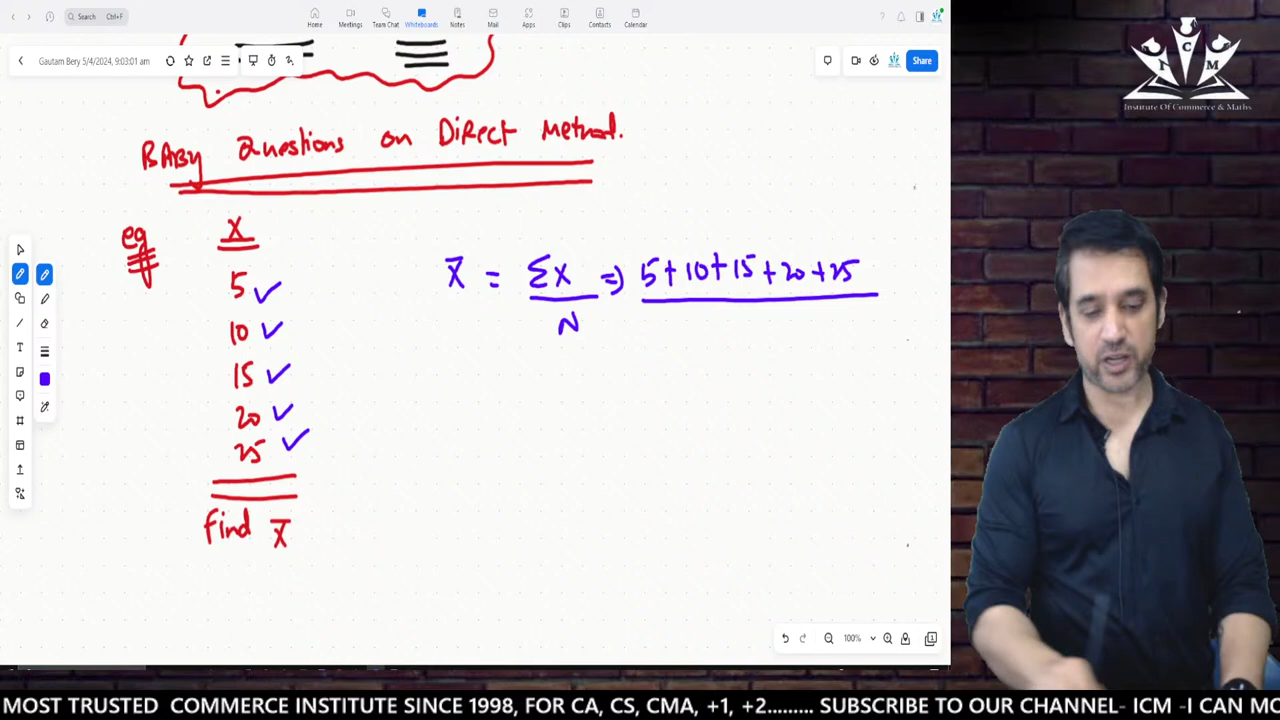 Search Ctrl+F
Home Meetings Team Chat Whiteboards Notes Mail Apps Clips Contacts Calendar
Gautam Bery 5/4/2024, 9:03:01 am
Share
ICM
Institute Of Commerce & Maths
BABY Questions on Direct Method.
eg
X
5
10
15
20
25
Find X̄
X̄ = ΣX ⇒ 5+10+15+20+25
N
100%
MOST TRUSTED COMMERCE INSTITUTE SINCE 1998, FOR CA, CS, CMA, +1, +2......... SUBSCRIBE TO OUR CHANNEL- ICM -I CAN MO